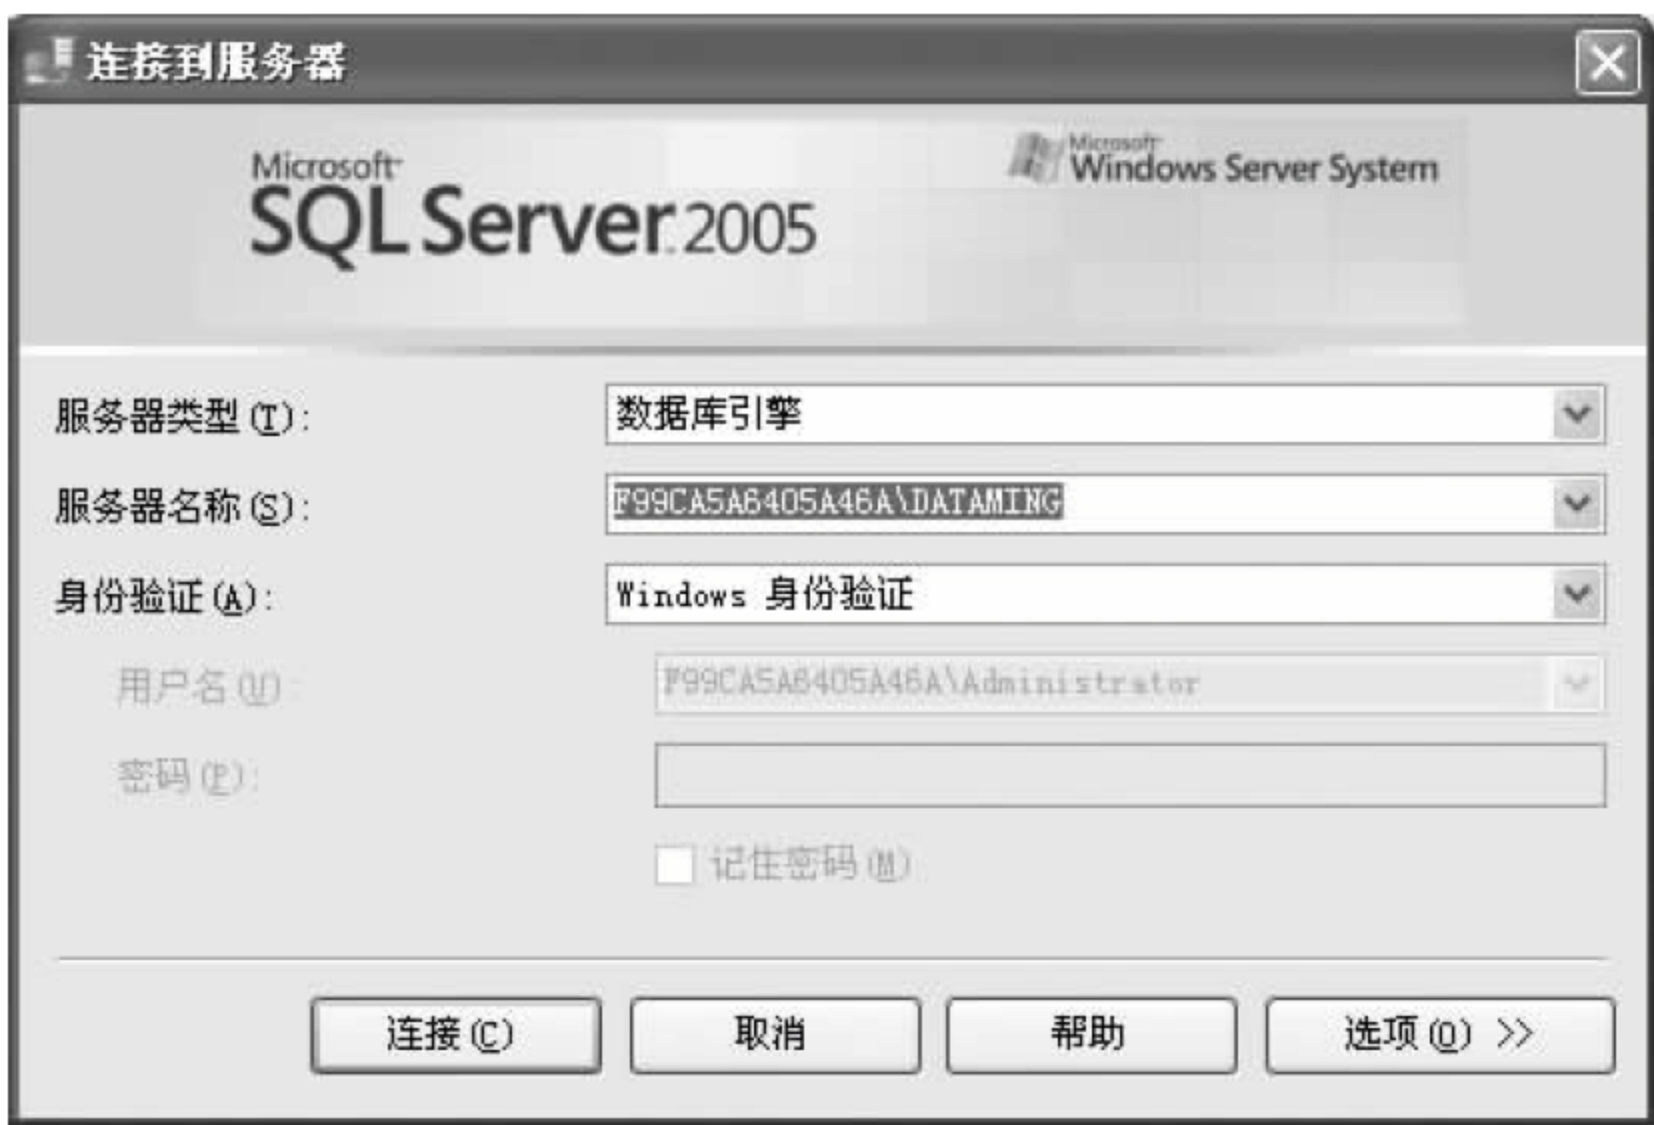 连接到服务器
Microsoft
SQL Server 2005
Microsoft
Windows Server System
服务器类型(T): 数据库引擎
服务器名称(S): F99CA5A6405A46A\DATAMING
身份验证(A): Windows 身份验证
用户名(U): F99CA5A6405A46A\Administrator
密码(P):
记住密码(M)
连接(C) 取消 帮助 选项(O) >>